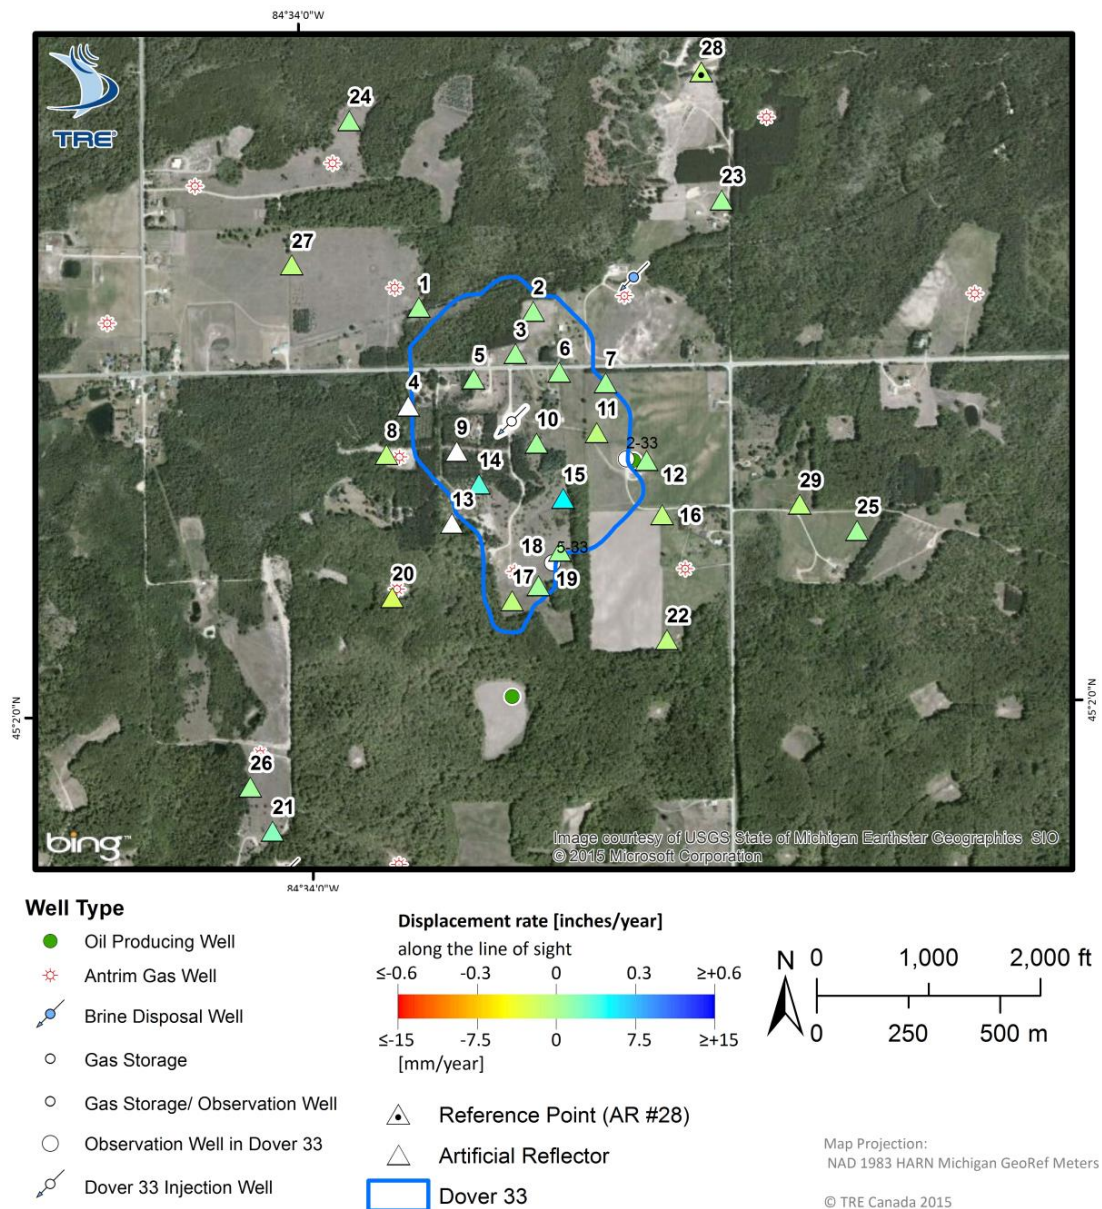 84°34'0"W
28
24
TRE
23
27
1
2
3
5
6
7
4
11
9
10
2-33
8
14
12
15
29
13
16
25
18
5-33
20
17
19
22
45°2'0"N
45°2'0"N
26
21
bing™
Image courtesy of USGS State of Michigan Earthstar Geographics SIO
© 2015 Microsoft Corporation
84°34'0"W
Well Type
Oil Producing Well
Antrim Gas Well
Brine Disposal Well
Gas Storage
Gas Storage/ Observation Well
Observation Well in Dover 33
Dover 33 Injection Well
Displacement rate [inches/year]
along the line of sight
≤-0.6 -0.3 0 0.3 ≥+0.6
≤-15 -7.5 0 7.5 ≥+15
[mm/year]
Reference Point (AR #28)
Artificial Reflector
Dover 33
N
0 1,000 2,000 ft
0 250 500 m
Map Projection:
NAD 1983 HARN Michigan GeoRef Meters
© TRE Canada 2015